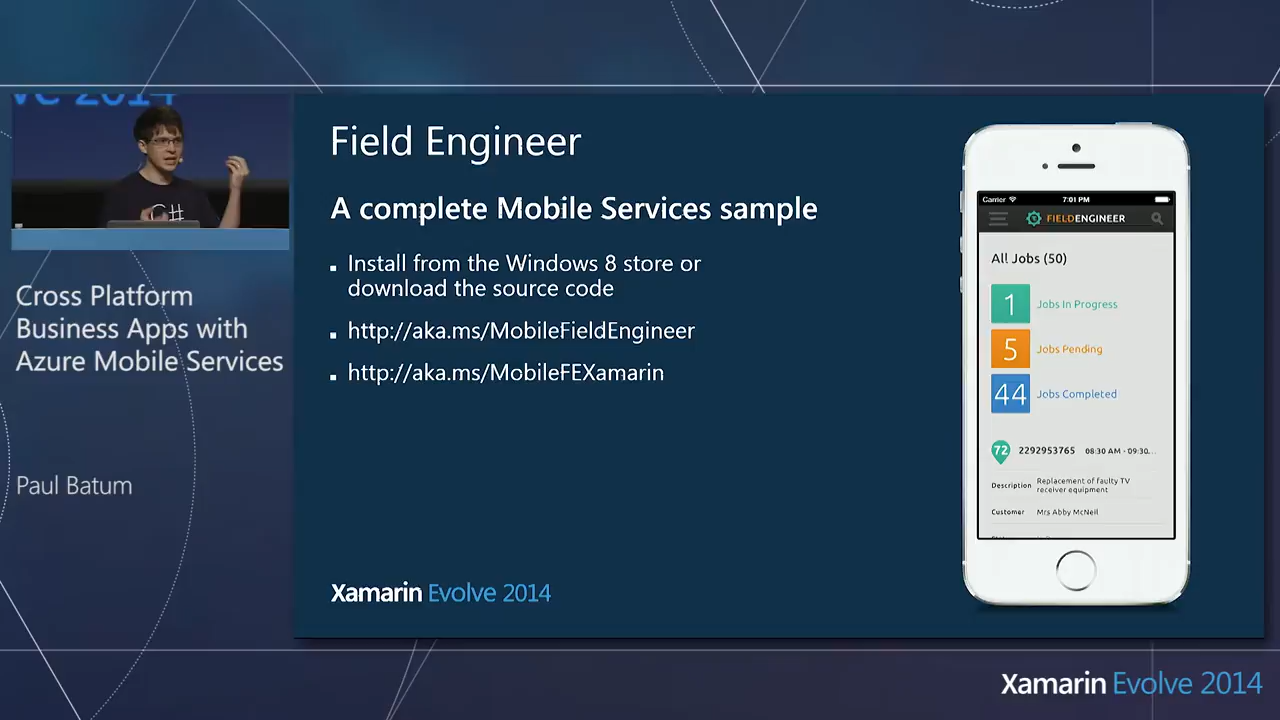 VC 2014
C#
Cross Platform
Business Apps with
Azure Mobile Services
Paul Batum
Field Engineer
A complete Mobile Services sample
Install from the Windows 8 store or
download the source code
http://aka.ms/MobileFieldEngineer
http://aka.ms/MobileFEXamarin
Xamarin Evolve 2014
Carrier 7:01 PM
FIELDENGINEER
All Jobs (50)
1 Jobs In Progress
5 Jobs Pending
44 Jobs Completed
72 2292953765 08:30 AM - 09:30...
Description Replacement of faulty TV
receiver equipment
Customer Mrs Abby McNeil
Xamarin Evolve 2014